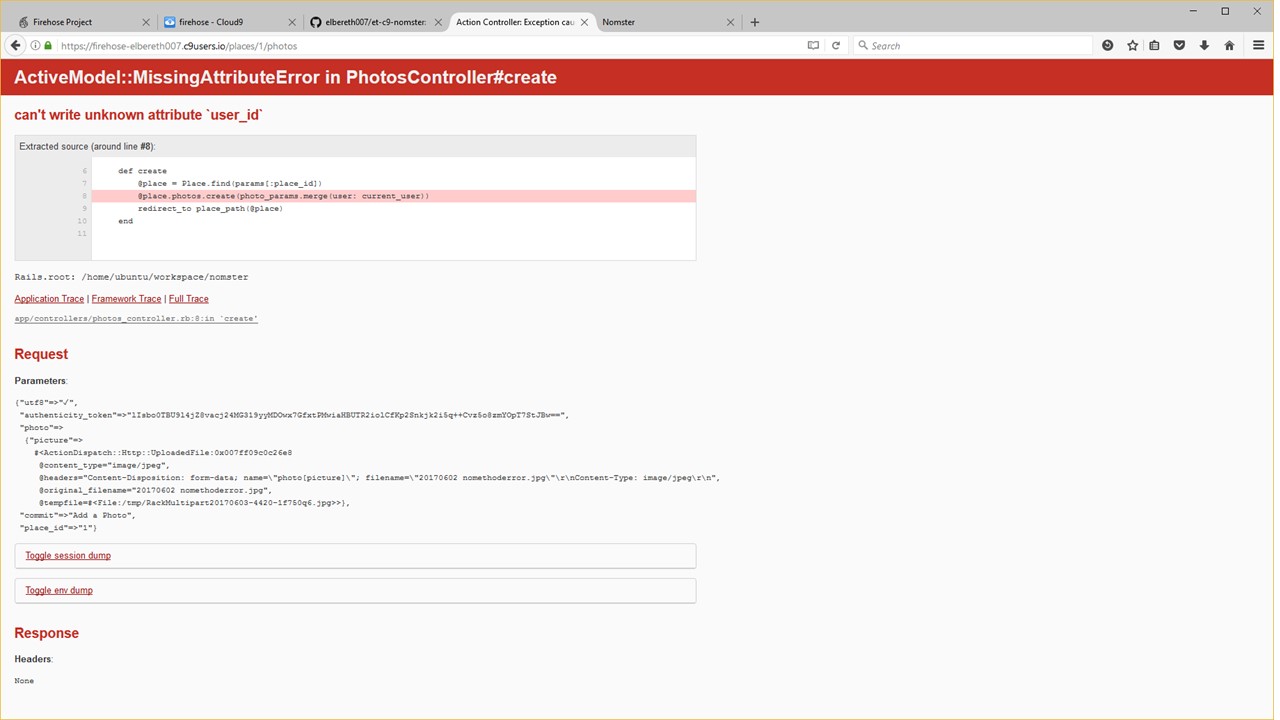 Firehose Project
firehose - Cloud9
elbereth007/et-c9-nomster:
Action Controller: Exception cau
Nomster
https://firehose-elbereth007.c9users.io/places/1/photos
Search
ActiveModel::MissingAttributeError in PhotosController#create
can't write unknown attribute `user_id`
Extracted source (around line #8):
6 def create
7 @place = Place.find(params[:place_id])
8 @place.photos.create(photo_params.merge(user: current_user))
9 redirect_to place_path(@place)
10 end
11
Rails.root: /home/ubuntu/workspace/nomster
Application Trace | Framework Trace | Full Trace
app/controllers/photos_controller.rb:8:in `create'
Request
Parameters:
{"utf8"=>"✓",
"authenticity_token"=>"lIsbo0TBU9l4jZ8vacj24MG319yyMDOwx7GfxtPMwiaHBUTR2iolCfKp2Snkjk2i5q++Cvz5o8zmYOpT7StJBw==",
"photo"=>
{"picture"=>
#<ActionDispatch::Http::UploadedFile:0x007ff09c0c26e8
@content_type="image/jpeg",
@headers="Content-Disposition: form-data; name=\"photo[picture]\"; filename=\"20170602 nomethoderror.jpg\"\r\nContent-Type: image/jpeg\r\n",
@original_filename="20170602 nomethoderror.jpg",
@tempfile=#<File:/tmp/RackMultipart20170603-4420-1f750q6.jpg>>},
"commit"=>"Add a Photo",
"place_id"=>"1"}
Toggle session dump
Toggle env dump
Response
Headers:
None